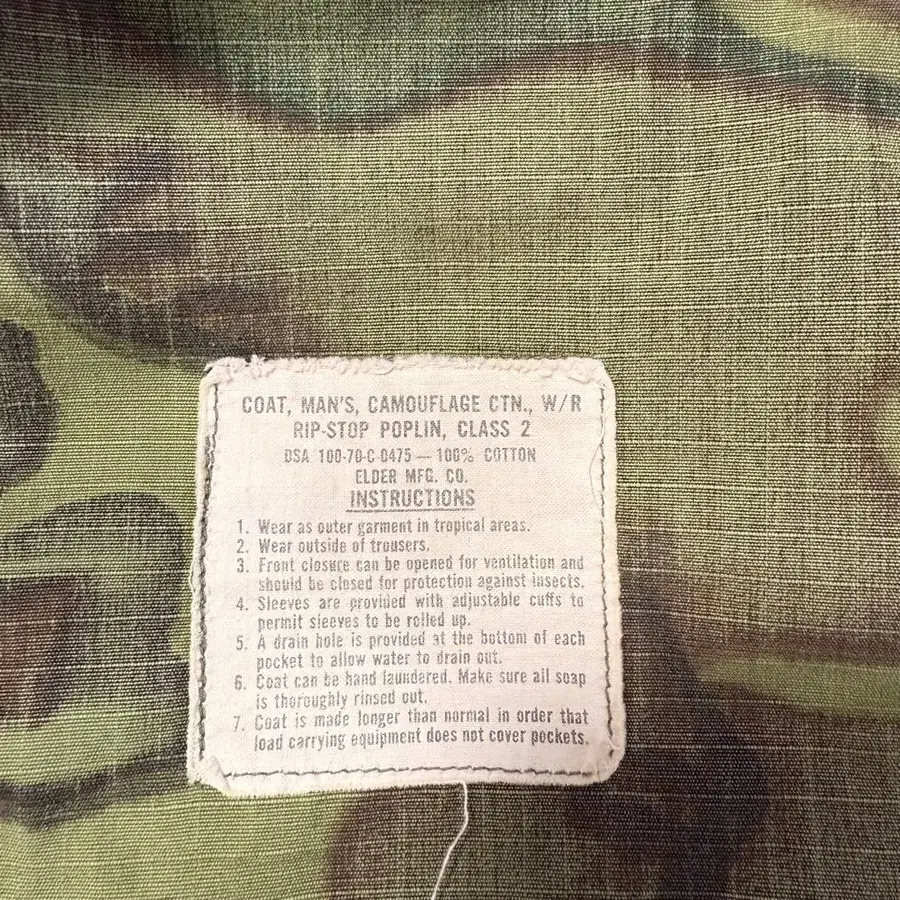 COAT, MAN'S, CAMOUFLAGE CTN., W/R
RIP-STOP POPLIN, CLASS 2
DSA 100-70-C-0475 — 100% COTTON
ELDER MFG. CO.
INSTRUCTIONS
1. Wear as outer garment in tropical areas.
2. Wear outside of trousers.
3. Front closure can be opened for ventilation and
should be closed for protection against insects.
4. Sleeves are provided with adjustable cuffs to
permit sleeves to be rolled up.
5. A drain hole is provided at the bottom of each
pocket to allow water to drain out.
6. Coat can be hand laundered. Make sure all soap
is thoroughly rinsed out.
7. Coat is made longer than normal in order that
load carrying equipment does not cover pockets.